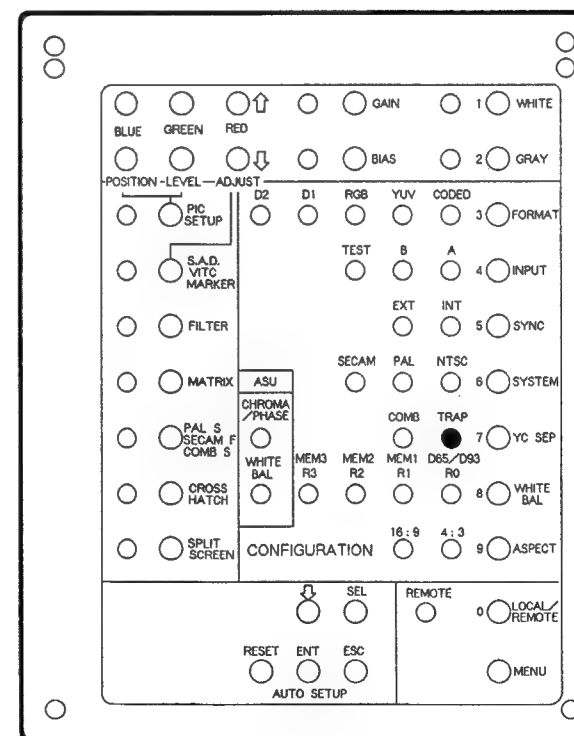 GAIN 1 WHITE
BLUE GREEN RED
BIAS 2 GRAY
POSITION - LEVEL - ADJUST
PIC SETUP
D2 D1 RGB YUV CODED
3 FORMAT
S.A.D.
VITC
MARKER
TEST B A
4 INPUT
FILTER
EXT INT
5 SYNC
MATRIX
ASU
SECAM PAL NTSC
6 SYSTEM
PAL S
SECAM F
COMB S
CHROMA
/PHASE
COMB TRAP
7 YC SEP
CROSS
HATCH
WHITE
BAL
MEM3 MEM2 MEM1 D65/D93
R3 R2 R1 R0
8 WHITE
BAL
SPLIT
SCREEN
CONFIGURATION
16:9 4:3
9 ASPECT
SEL
REMOTE
0 LOCAL/
REMOTE
RESET ENT ESC
MENU
AUTO SETUP